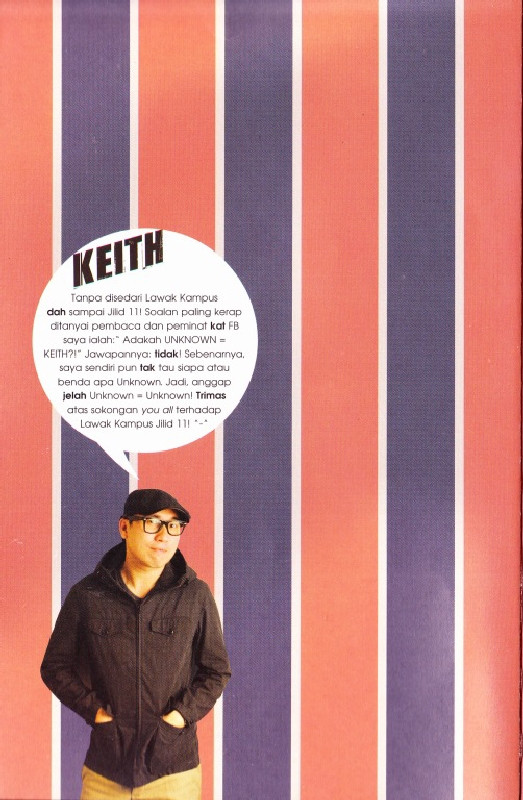 KEITH
Tanpa disedari Lawak Kampus
dah sampai Jilid 11! Soalan paling kerap
ditanyai pembaca dan peminat kat FB
saya ialah:“ Adakah UNKNOWN =
KEITH?!!” Jawapannya: tidak! Sebenarnya,
saya sendiri pun taik tau siapa atau
benda apa Unknown. Jadi, anggap
jelah Unknown = Unknown! Trimas
atas sokongan you all terhadap
Lawak Kampus Jilid 11! ^-^